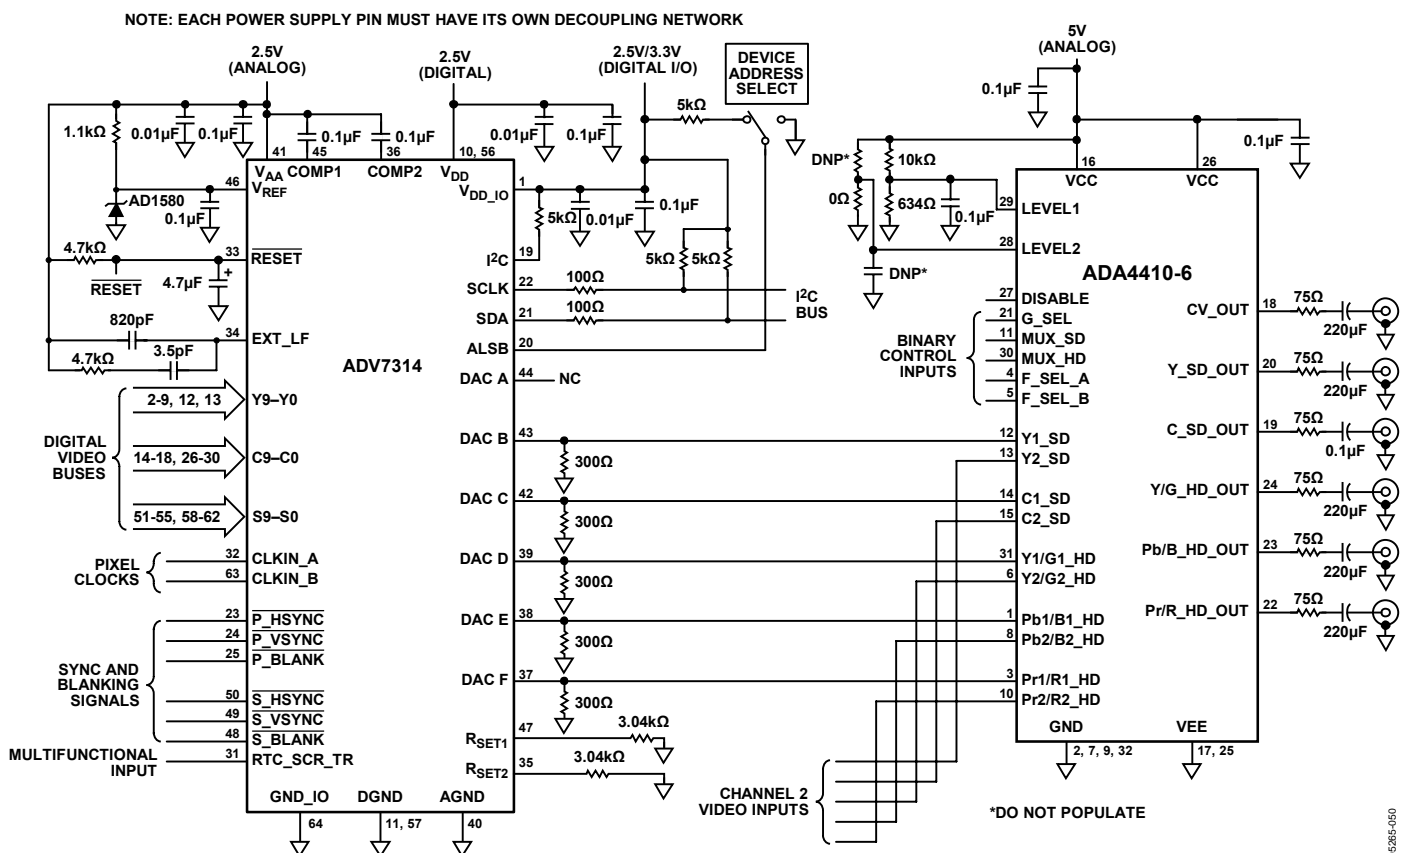 NOTE: EACH POWER SUPPLY PIN MUST HAVE ITS OWN DECOUPLING NETWORK
2.5V
(ANALOG)
2.5V
(DIGITAL)
2.5V/3.3V
(DIGITAL I/O)
DEVICE
ADDRESS
SELECT
5V
(ANALOG)
1.1kΩ
0.01µF
0.1µF
0.1µF
0.1µF
0.01µF
0.1µF
5kΩ
0.1µF
0.1µF
41
45
36
10, 56
VAA
COMP1
COMP2
VDD
46
VREF
VDD_IO
1
AD1580
0.1µF
5kΩ
0.01µF
0.1µF
DNP*
10kΩ
0Ω
634Ω
0.1µF
16
26
VCC
VCC
29
LEVEL1
28
LEVEL2
DNP*
ADA4410-6
4.7kΩ
33
RESET
RESET
4.7µF
+
I2C
19
5kΩ
5kΩ
SCLK
22
100Ω
SDA
21
100Ω
I2C
BUS
ALSB
20
820pF
34
EXT_LF
4.7kΩ
3.5pF
ADV7314
DAC A
44
NC
27
DISABLE
21
G_SEL
11
MUX_SD
30
MUX_HD
4
F_SEL_A
5
F_SEL_B
BINARY
CONTROL
INPUTS
DIGITAL
VIDEO
BUSES
2-9, 12, 13
Y9–Y0
14-18, 26-30
C9–C0
51-55, 58-62
S9–S0
DAC B
43
300Ω
12
Y1_SD
13
Y2_SD
DAC C
42
300Ω
14
C1_SD
15
C2_SD
DAC D
39
300Ω
31
Y1/G1_HD
6
Y2/G2_HD
DAC E
38
300Ω
1
Pb1/B1_HD
8
Pb2/B2_HD
DAC F
37
300Ω
3
Pr1/R1_HD
10
Pr2/R2_HD
CV_OUT
18
75Ω
220µF
Y_SD_OUT
20
75Ω
220µF
C_SD_OUT
19
75Ω
0.1µF
Y/G_HD_OUT
24
75Ω
220µF
Pb/B_HD_OUT
23
75Ω
220µF
Pr/R_HD_OUT
22
75Ω
220µF
PIXEL
CLOCKS
32
CLKIN_A
63
CLKIN_B
SYNC AND
BLANKING
SIGNALS
23
P_HSYNC
24
P_VSYNC
25
P_BLANK
50
S_HSYNC
49
S_VSYNC
48
S_BLANK
MULTIFUNCTIONAL
INPUT
31
RTC_SCR_TR
RSET1
47
3.04kΩ
RSET2
35
3.04kΩ
GND_IO
DGND
AGND
64
11, 57
40
GND
VEE
2, 7, 9, 32
17, 25
CHANNEL 2
VIDEO INPUTS
*DO NOT POPULATE